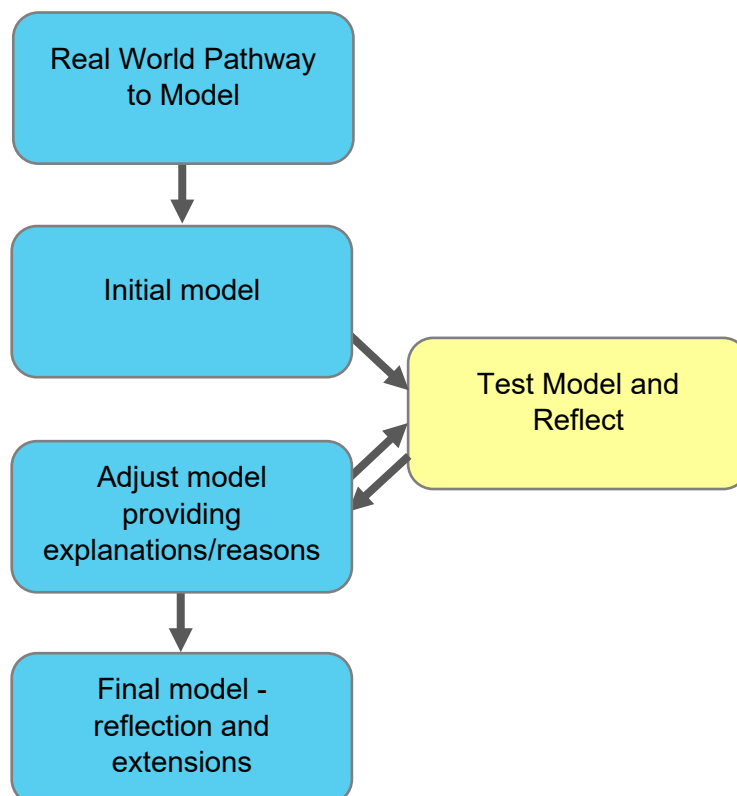 Real World Pathway
to Model
Initial model
Test Model and
Reflect
Adjust model
providing
explanations/reasons
Final model -
reflection and
extensions